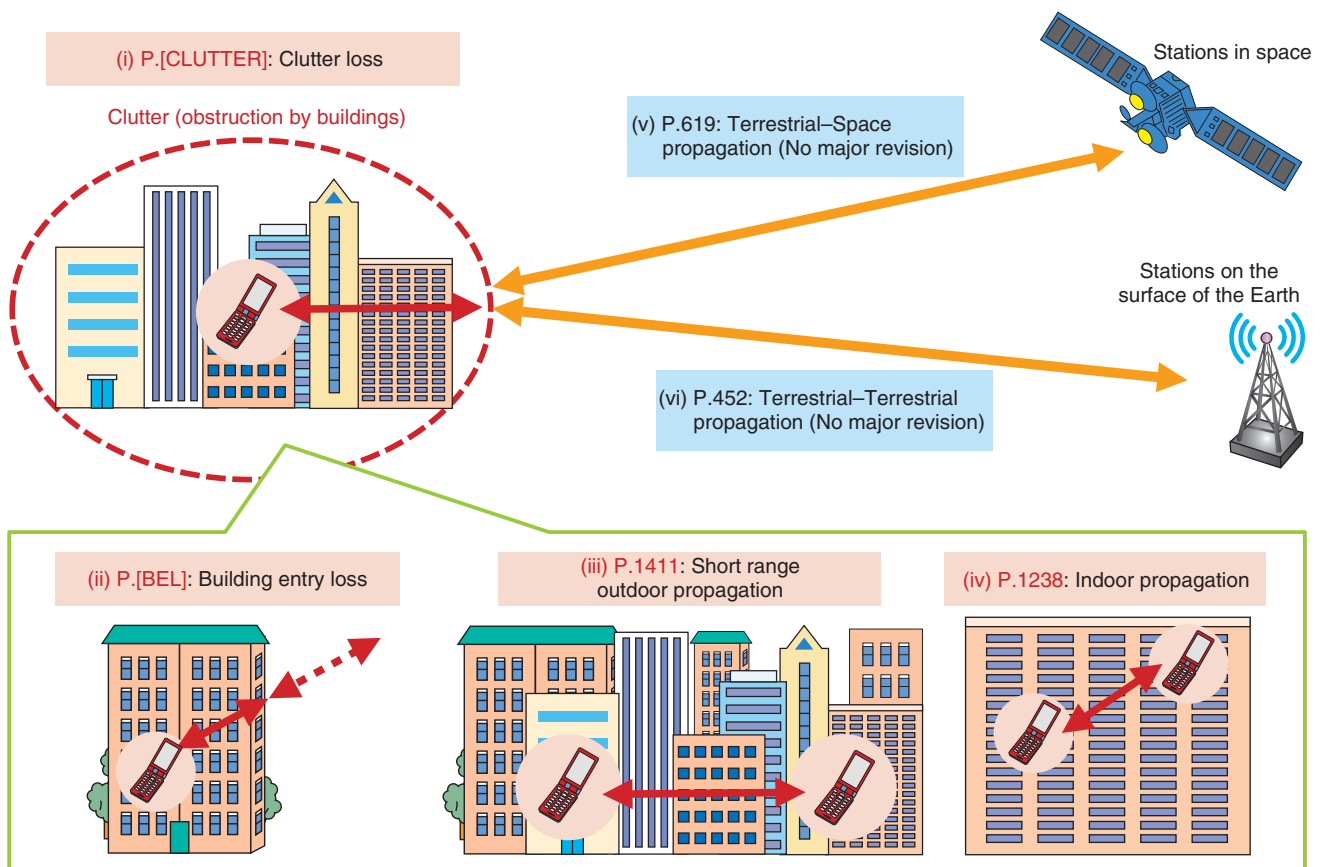 (i) P.[CLUTTER]: Clutter loss
Clutter (obstruction by buildings)
Stations in space
(v) P.619: Terrestrial–Space
propagation (No major revision)
Stations on the
surface of the Earth
(vi) P.452: Terrestrial–Terrestrial
propagation (No major revision)
(ii) P.[BEL]: Building entry loss
(iii) P.1411: Short range
outdoor propagation
(iv) P.1238: Indoor propagation